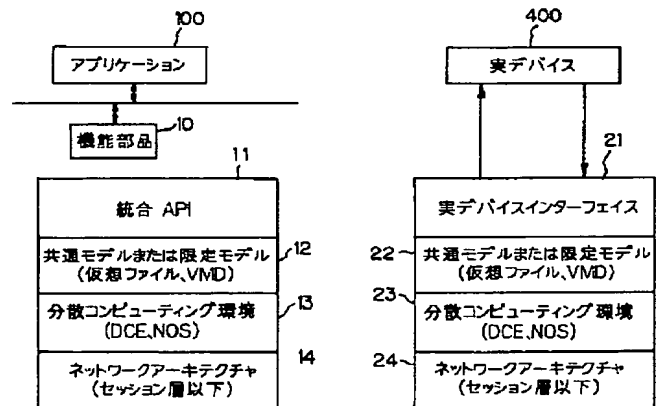 100
アプリケーション
10
機能部品
11
統合 API
共通モデルまたは限定モデル
(仮想ファイル、VMD)
12
分散コンピューティング環境
(DCE,NOS)
13
ネットワークアーキテクチャ
(セッション層以下)
14
400
実デバイス
21
実デバイスインターフェイス
22
共通モデルまたは限定モデル
(仮想ファイル、VMD)
23
分散コンピューティング環境
(DCE,NOS)
24
ネットワークアーキテクチャ
(セッション層以下)